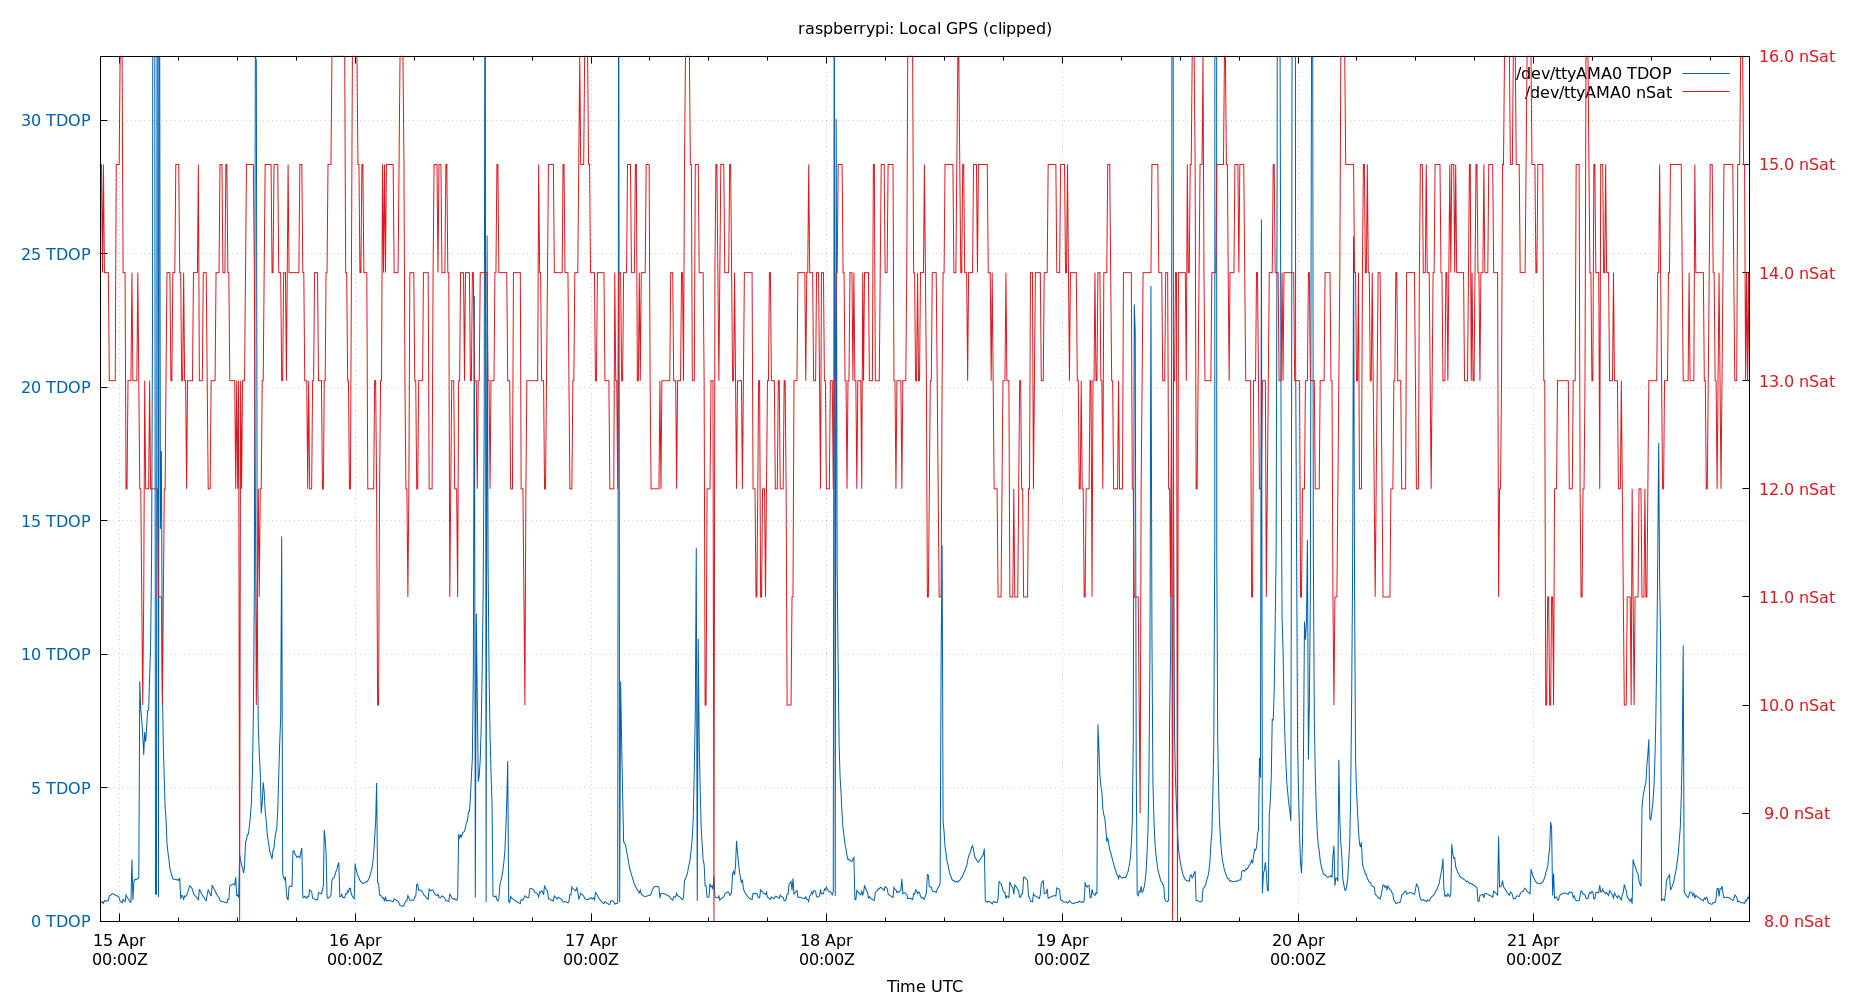 raspberrypi: Local GPS (clipped)
/dev/ttyAMA0 TDOP
/dev/ttyAMA0 nSat
30 TDOP
25 TDOP
20 TDOP
15 TDOP
10 TDOP
5 TDOP
0 TDOP
16.0 nSat
15.0 nSat
14.0 nSat
13.0 nSat
12.0 nSat
11.0 nSat
10.0 nSat
9.0 nSat
8.0 nSat
15 Apr
00:00Z
16 Apr
00:00Z
17 Apr
00:00Z
18 Apr
00:00Z
19 Apr
00:00Z
20 Apr
00:00Z
21 Apr
00:00Z
Time UTC